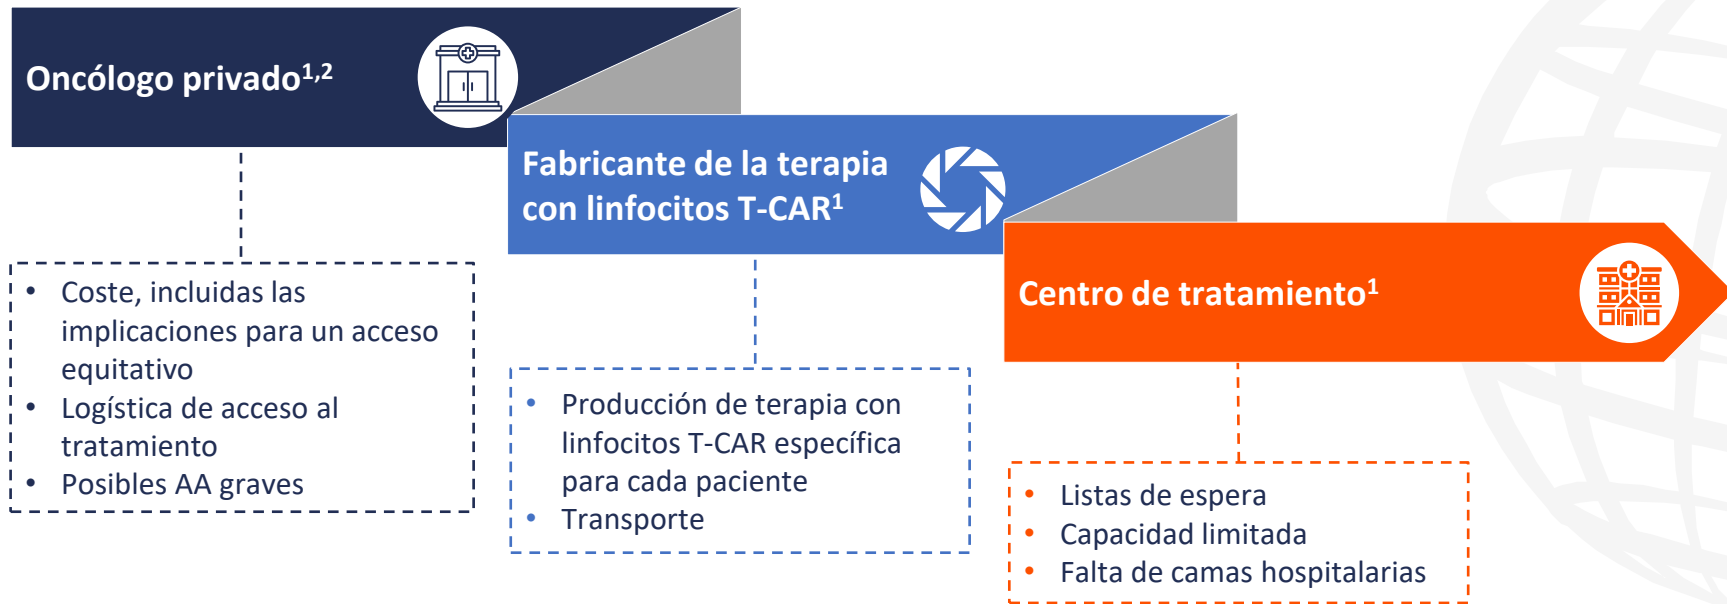 Oncólogo privado1,2
Fabricante de la terapia
con linfocitos T-CAR1
Centro de tratamiento1
• Coste, incluidas las
implicaciones para un acceso
equitativo
• Logística de acceso al
tratamiento
• Posibles AA graves
• Producción de terapia con
linfocitos T-CAR específica
para cada paciente
• Transporte
• Listas de espera
• Capacidad limitada
• Falta de camas hospitalarias